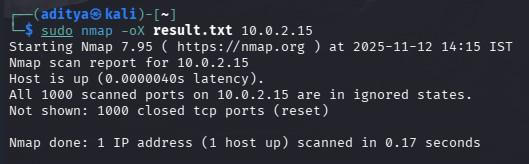 ┌──(aditya㉿kali)-[~]
└─$ sudo nmap -oX result.txt 10.0.2.15
Starting Nmap 7.95 ( https://nmap.org ) at 2025-11-12 14:15 IST
Nmap scan report for 10.0.2.15
Host is up (0.0000040s latency).
All 1000 scanned ports on 10.0.2.15 are in ignored states.
Not shown: 1000 closed tcp ports (reset)
Nmap done: 1 IP address (1 host up) scanned in 0.17 seconds